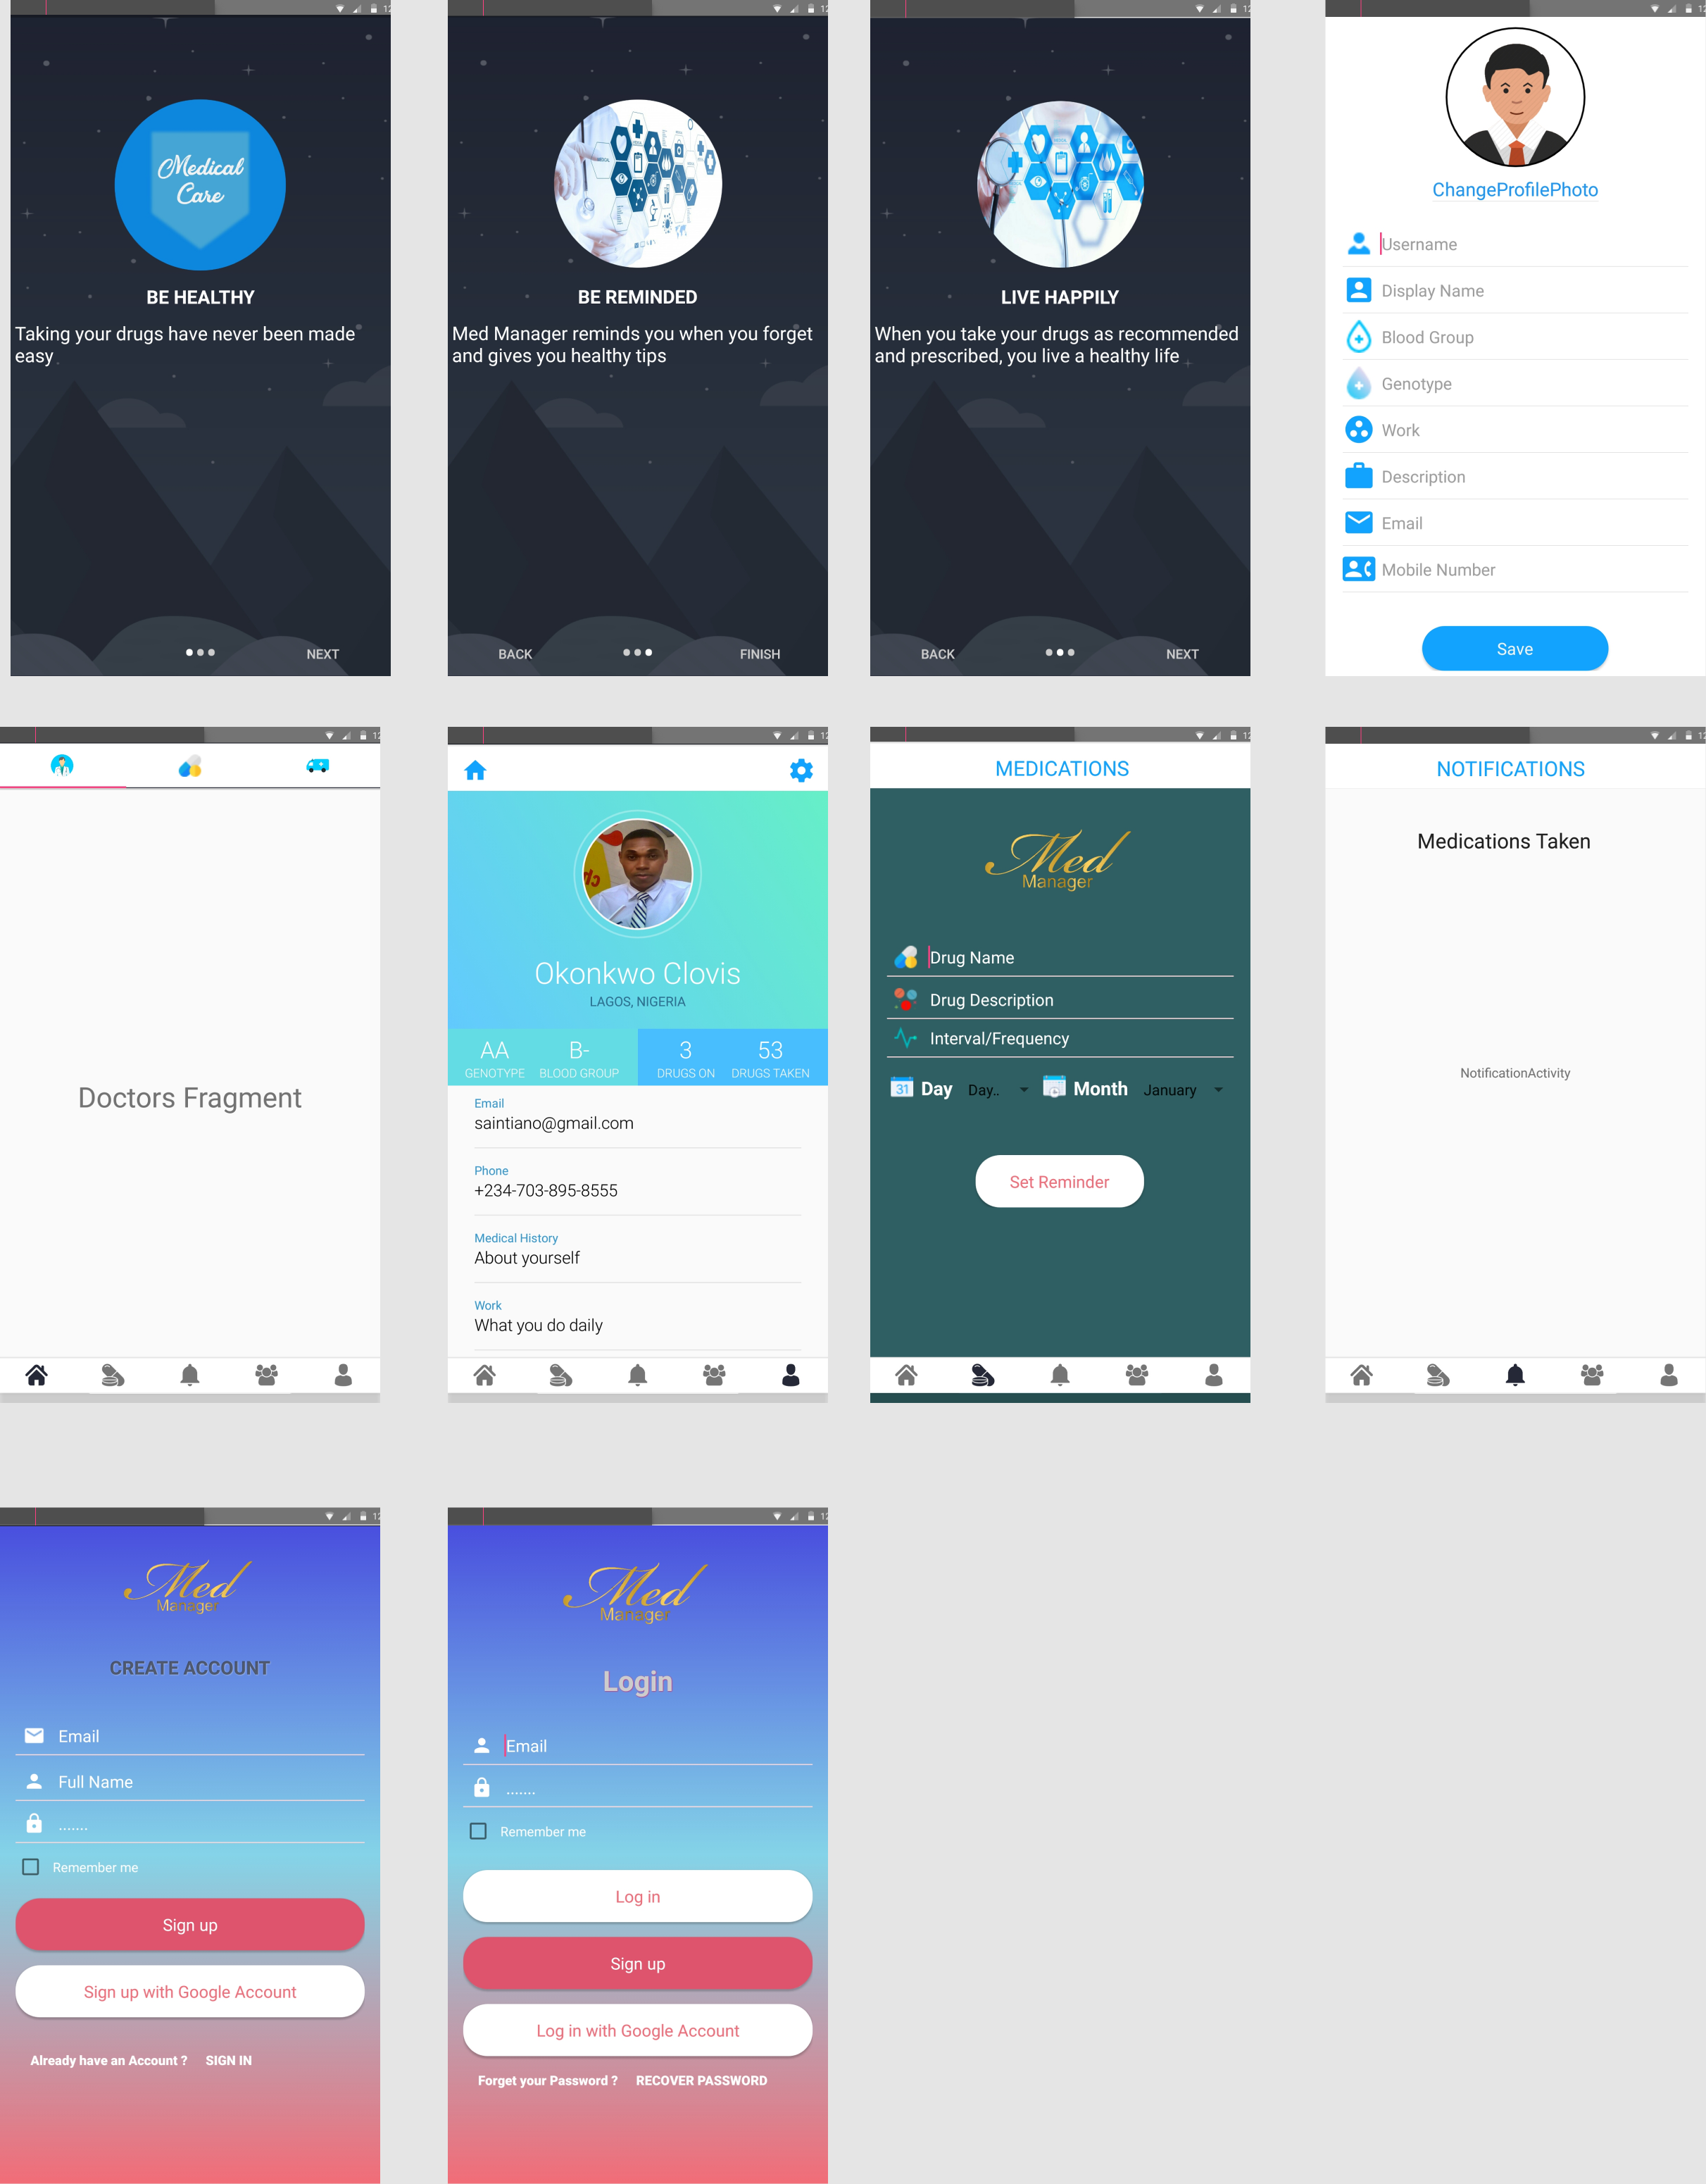 Medical
Care
BE HEALTHY
Taking your drugs have never been made
easy
NEXT
BE REMINDED
Med Manager reminds you when you forget
and gives you healthy tips
BACK
FINISH
LIVE HAPPILY
When you take your drugs as recommended
and prescribed, you live a healthy life
BACK
NEXT
ChangeProfilePhoto
Username
Display Name
Blood Group
Genotype
Work
Description
Email
Mobile Number
Save
Doctors Fragment
Okonkwo Clovis
LAGOS, NIGERIA
AA
GENOTYPE
B-
BLOOD GROUP
3
DRUGS ON
53
DRUGS TAKEN
Email
saintiano@gmail.com
Phone
+234-703-895-8555
Medical History
About yourself
Work
What you do daily
MEDICATIONS
Med
Manager
Drug Name
Drug Description
Interval/Frequency
31 Day Day.. Month January
Set Reminder
NOTIFICATIONS
Medications Taken
NotificationActivity
Med
Manager
CREATE ACCOUNT
Email
Full Name
.......
Remember me
Sign up
Sign up with Google Account
Already have an Account ? SIGN IN
Med
Manager
Login
Email
.......
Remember me
Log in
Sign up
Log in with Google Account
Forget your Password ? RECOVER PASSWORD